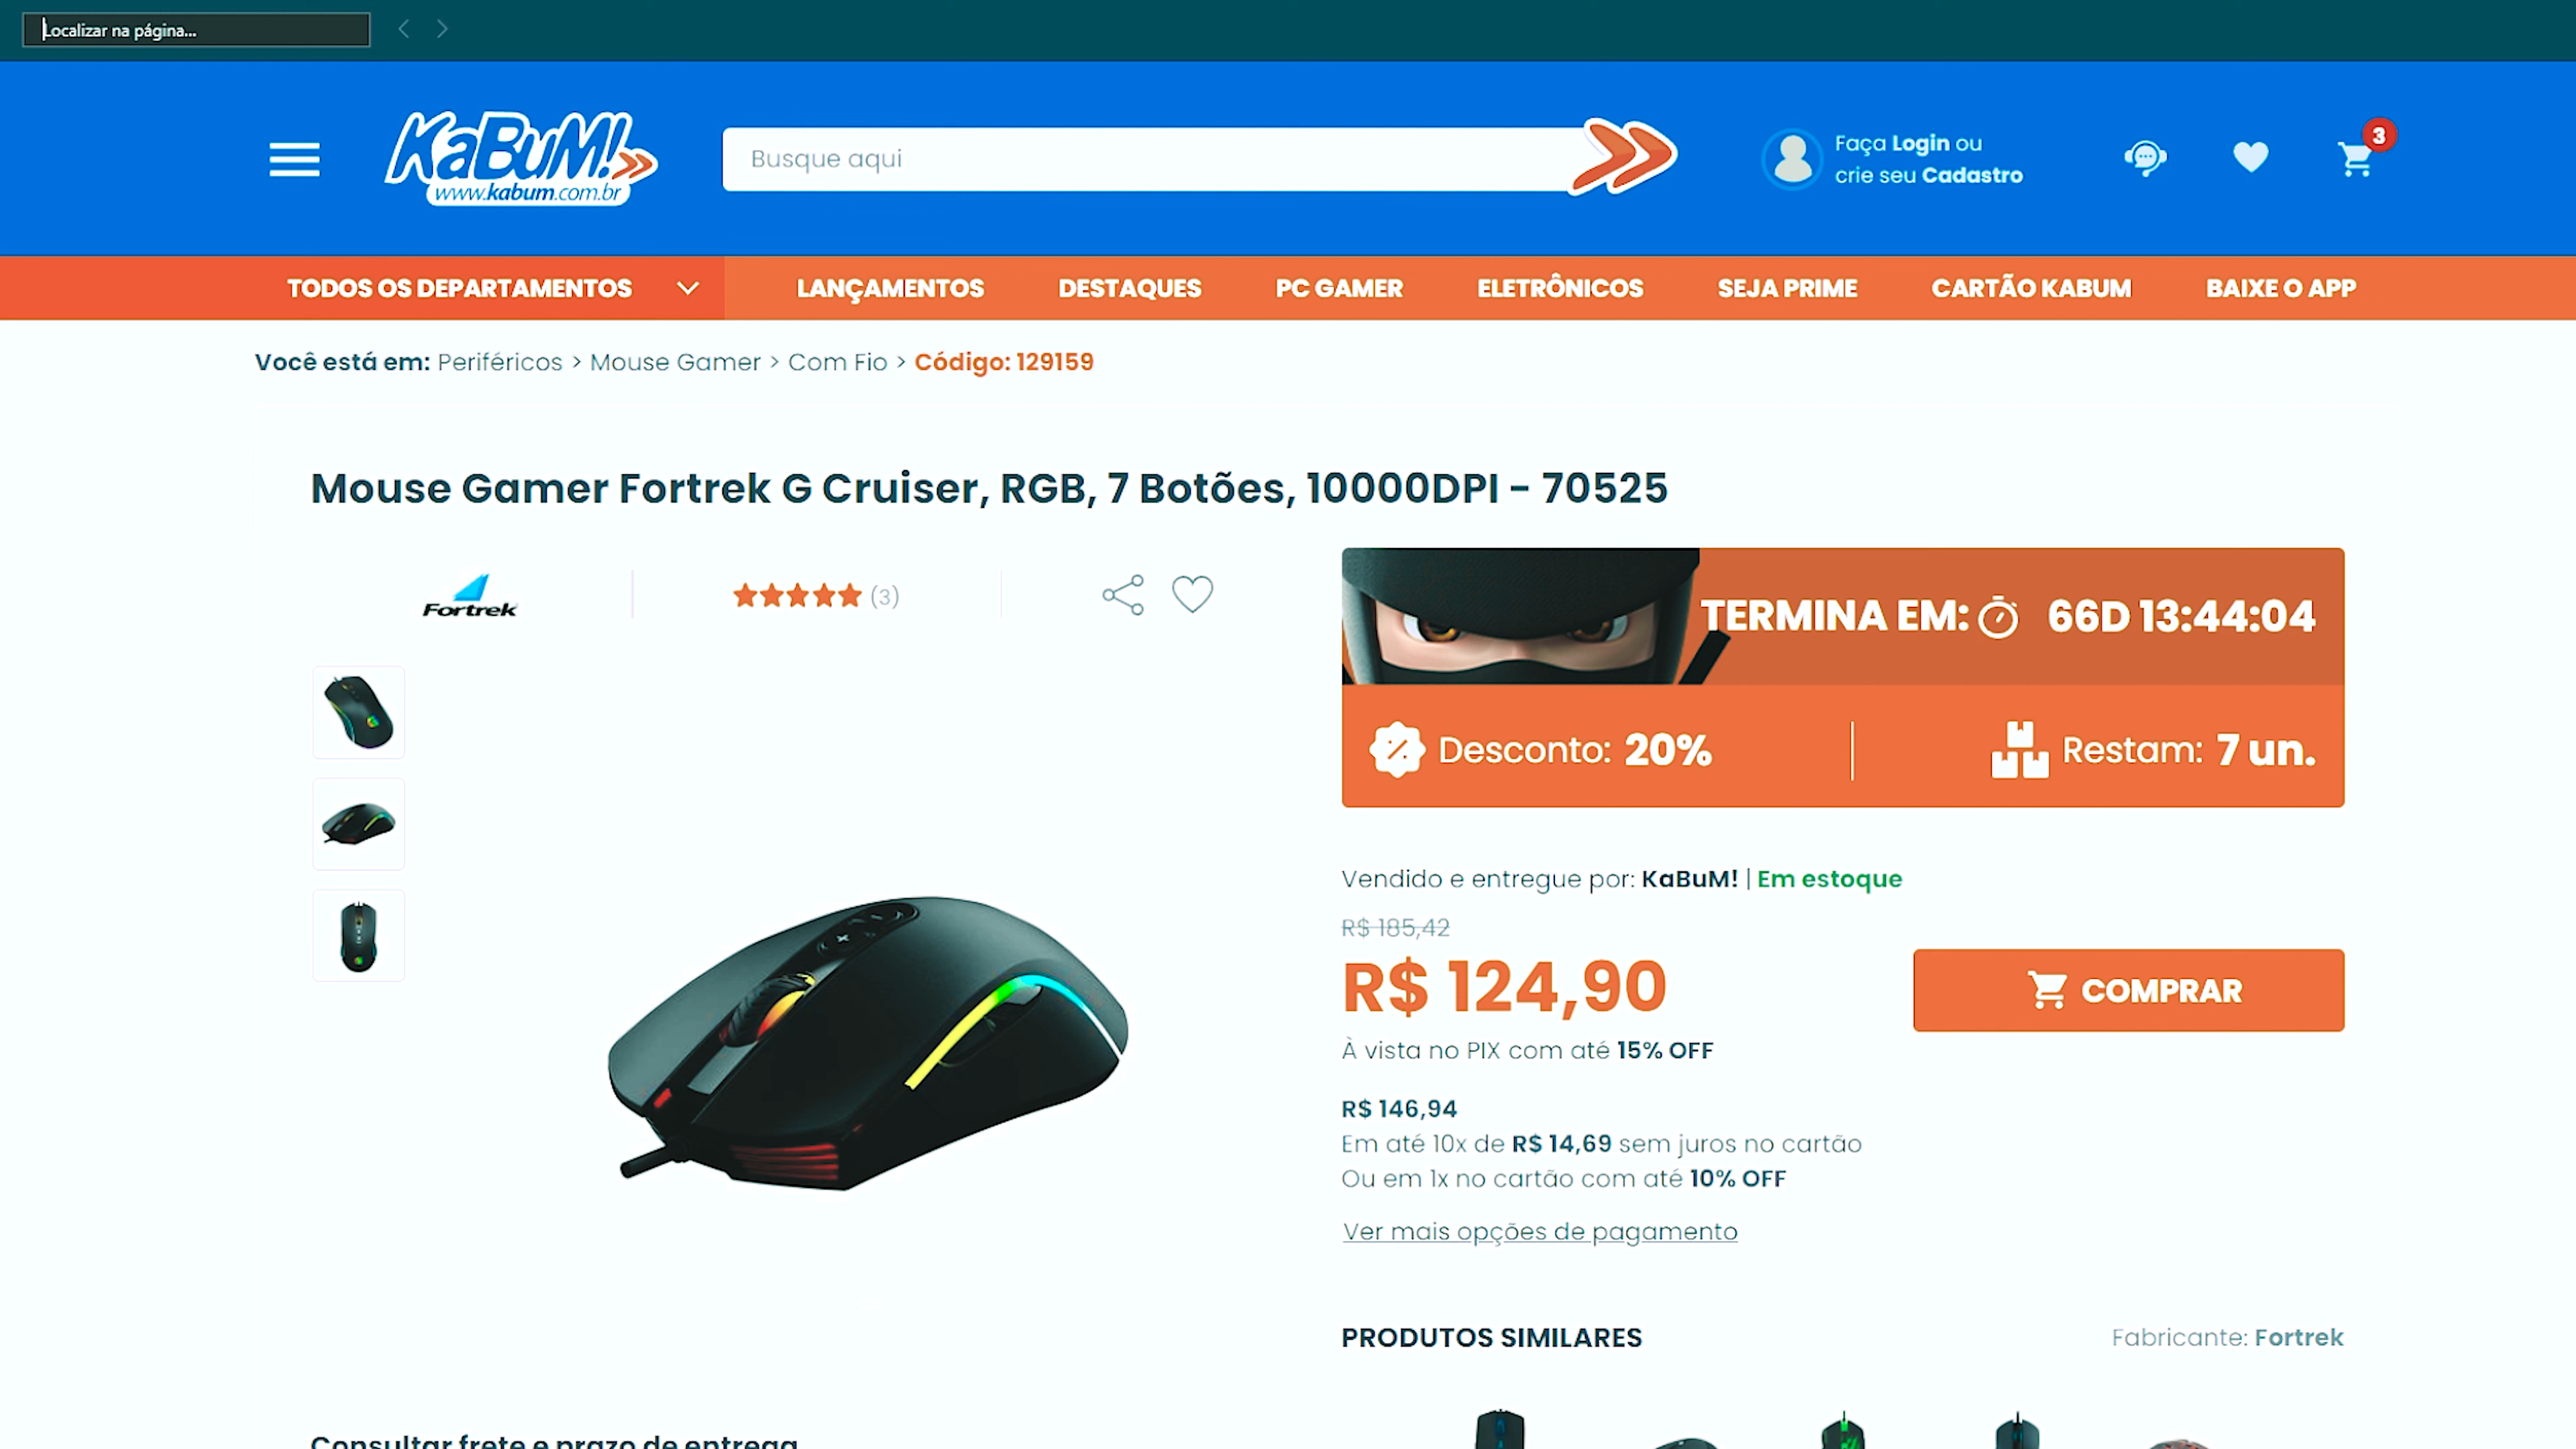 Localizar na página...
KaBuM!
www.kabum.com.br
Busque aqui
Faça Login ou
crie seu Cadastro
3
TODOS OS DEPARTAMENTOS
LANÇAMENTOS
DESTAQUES
PC GAMER
ELETRÔNICOS
SEJA PRIME
CARTÃO KABUM
BAIXE O APP
Você está em: Periféricos > Mouse Gamer > Com Fio > Código: 129159
Mouse Gamer Fortrek G Cruiser, RGB, 7 Botões, 10000DPI - 70525
Fortrek
(3)
TERMINA EM: 66D 13:44:04
Desconto: 20%
Restam: 7 un.
Vendido e entregue por: KaBuM! | Em estoque
R$ 185,42
R$ 124,90
COMPRAR
À vista no PIX com até 15% OFF
R$ 146,94
Em até 10x de R$ 14,69 sem juros no cartão
Ou em 1x no cartão com até 10% OFF
Ver mais opções de pagamento
PRODUTOS SIMILARES
Fabricante: Fortrek
Consultar frete e prazo de entrega